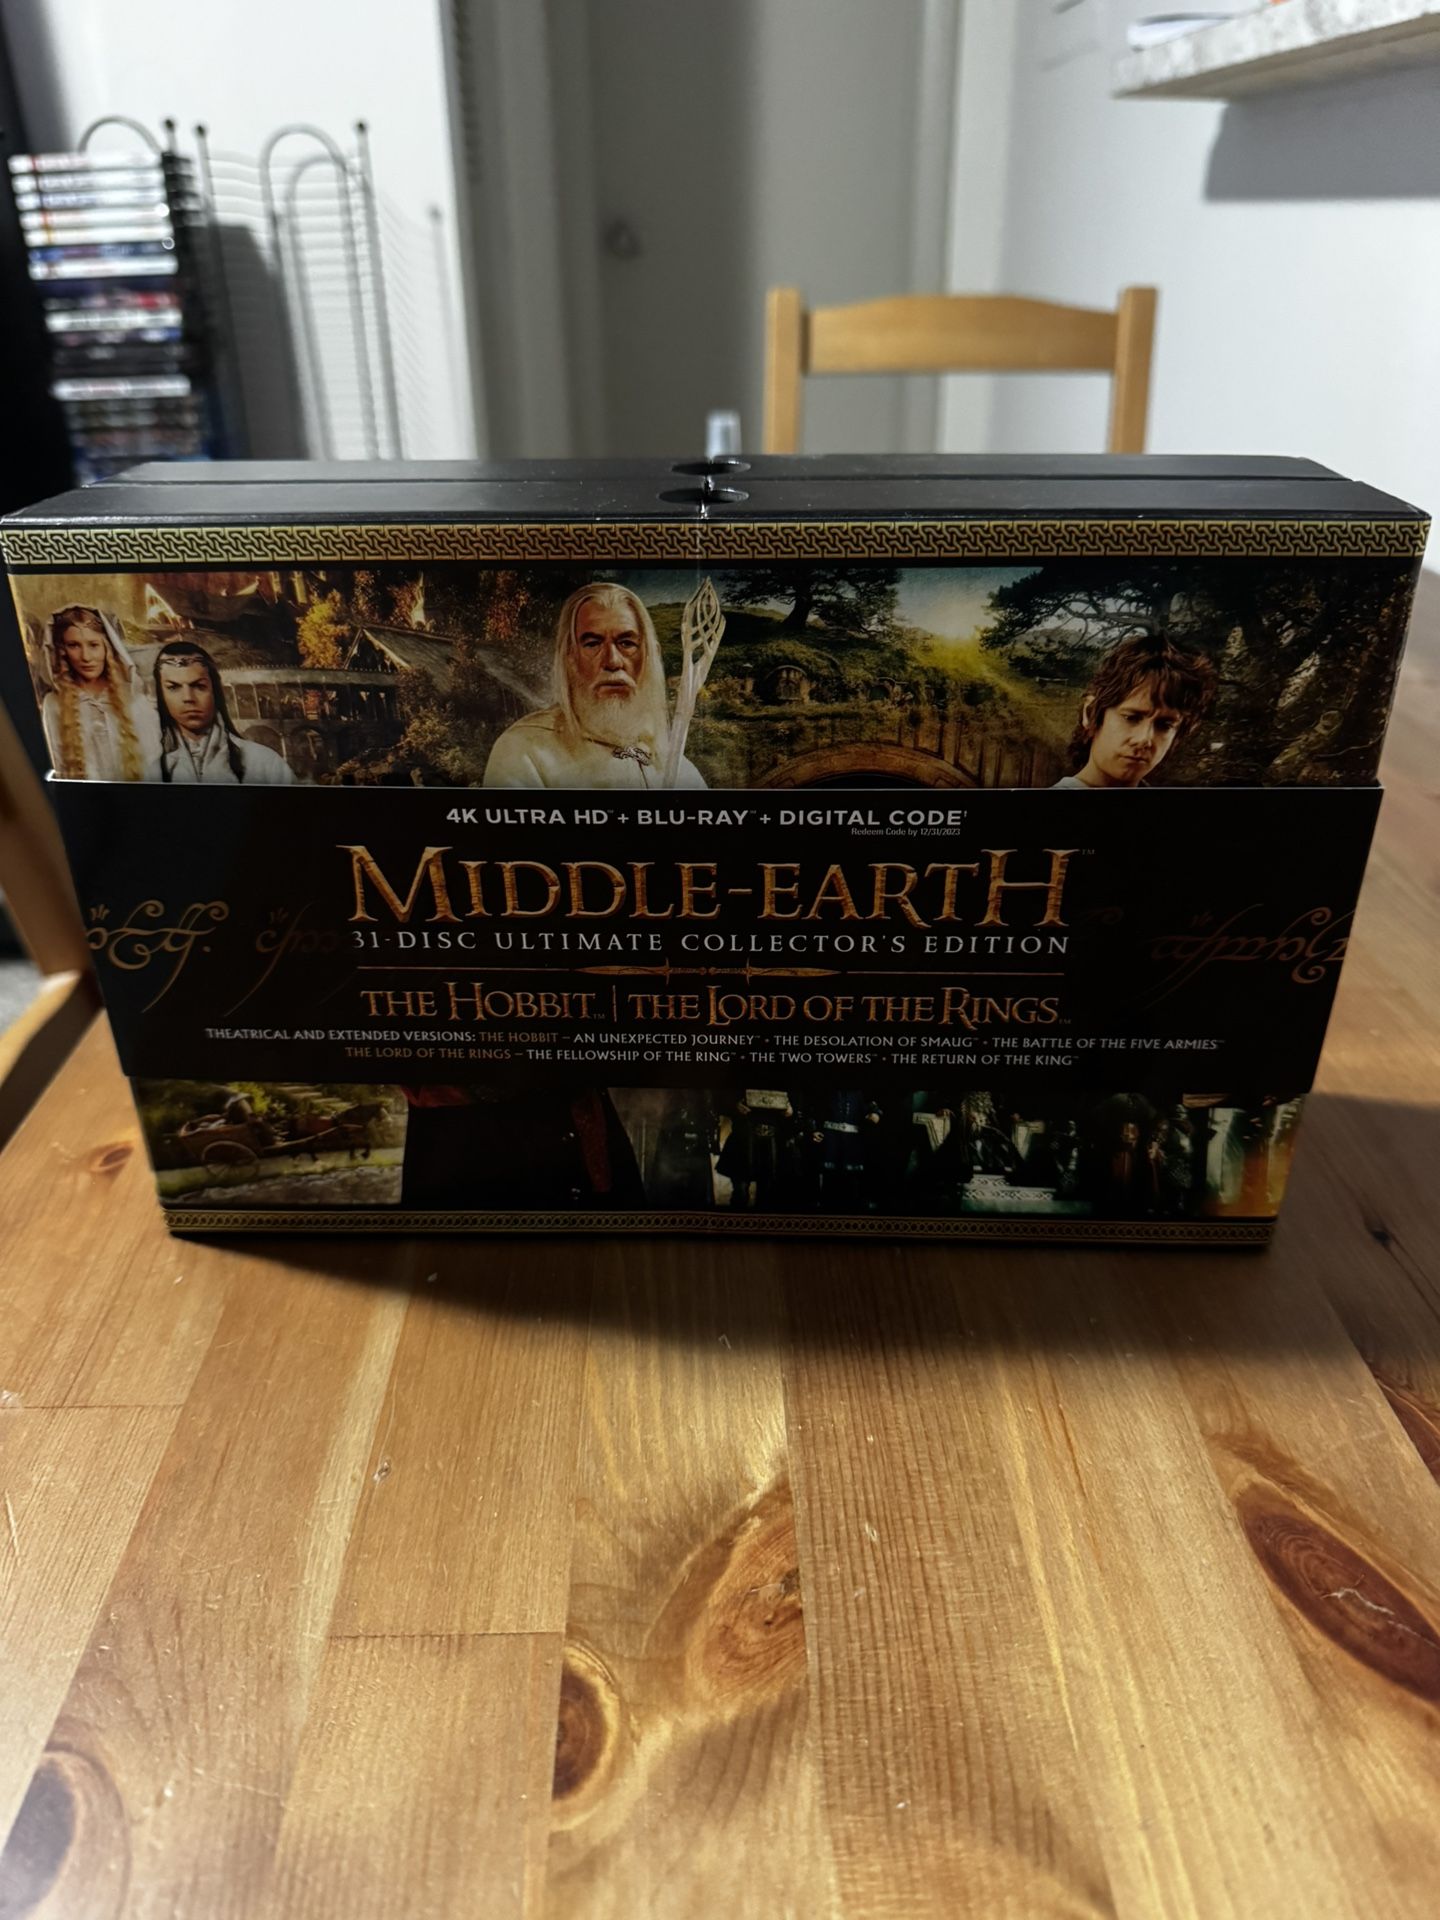 4K ULTRA HD™ + BLU-RAY™ + DIGITAL CODE†
Redeem Code by 12/31/2023
MIDDLE-EARTH™
31-DISC ULTIMATE COLLECTOR'S EDITION
THE HOBBIT™ | THE LORD OF THE RINGS™
THEATRICAL AND EXTENDED VERSIONS: THE HOBBIT – AN UNEXPECTED JOURNEY™ • THE DESOLATION OF SMAUG™ • THE BATTLE OF THE FIVE ARMIES™
THE LORD OF THE RINGS – THE FELLOWSHIP OF THE RING™ • THE TWO TOWERS™ • THE RETURN OF THE KING™